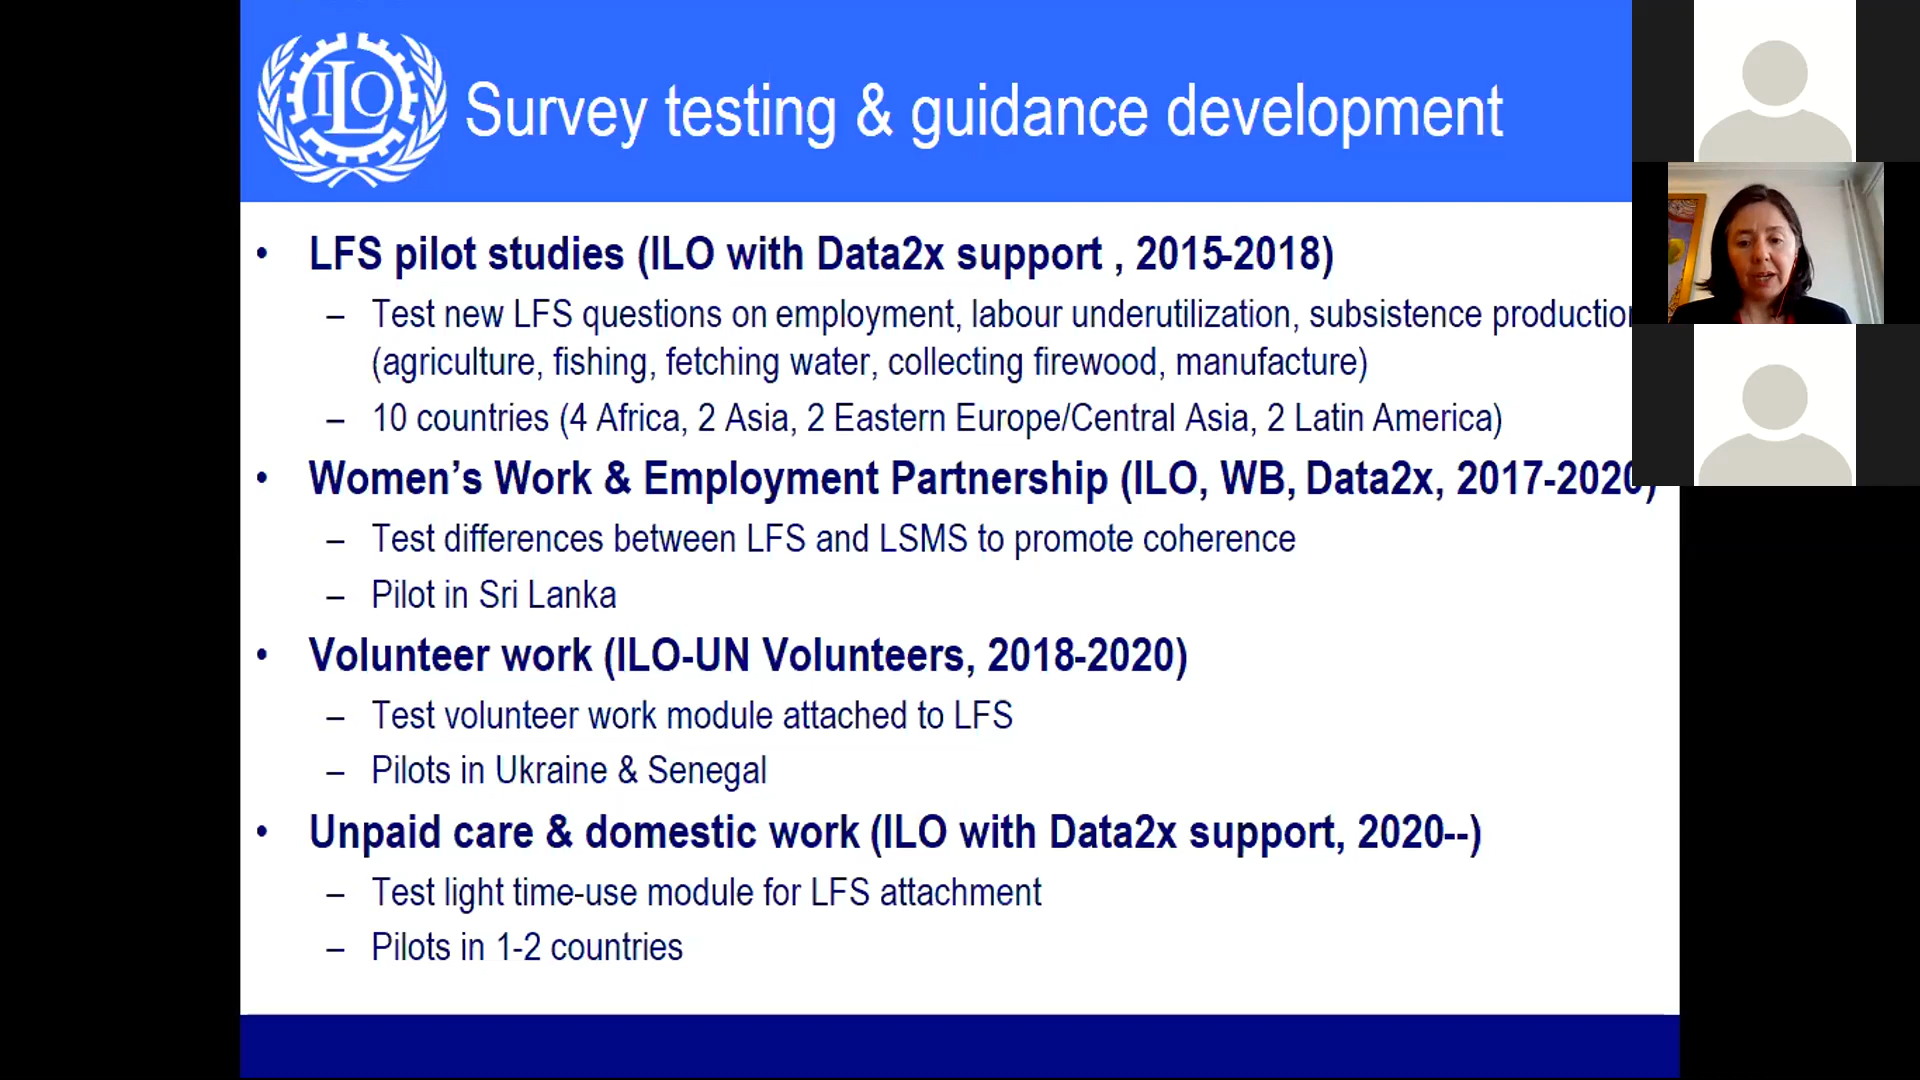 ILO
Survey testing & guidance development
• LFS pilot studies (ILO with Data2x support , 2015-2018)
– Test new LFS questions on employment, labour underutilization, subsistence production
(agriculture, fishing, fetching water, collecting firewood, manufacture)
– 10 countries (4 Africa, 2 Asia, 2 Eastern Europe/Central Asia, 2 Latin America)
• Women’s Work & Employment Partnership (ILO, WB, Data2x, 2017-2020)
– Test differences between LFS and LSMS to promote coherence
– Pilot in Sri Lanka
• Volunteer work (ILO-UN Volunteers, 2018-2020)
– Test volunteer work module attached to LFS
– Pilots in Ukraine & Senegal
• Unpaid care & domestic work (ILO with Data2x support, 2020--)
– Test light time-use module for LFS attachment
– Pilots in 1-2 countries